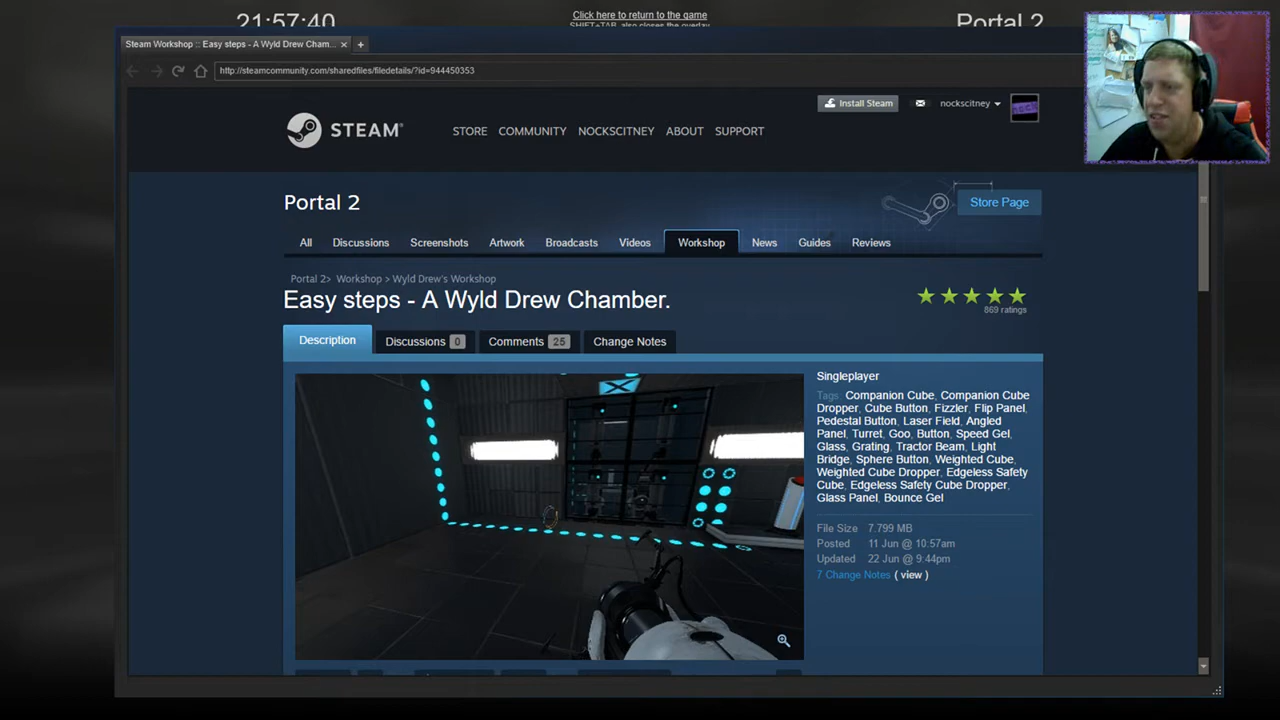 21:57:40
Click here to return to the game
SHIFT+TAB also closes the overlay
Portal 2
Steam Workshop :: Easy steps - A Wyld Drew Cham...
http://steamcommunity.com/sharedfiles/filedetails/?id=944450353
Install Steam
nockscitney
STEAM
STORE COMMUNITY NOCKSCITNEY ABOUT SUPPORT
Portal 2
Store Page
All Discussions Screenshots Artwork Broadcasts Videos Workshop News Guides Reviews
Portal 2> Workshop > Wyld Drew's Workshop
Easy steps - A Wyld Drew Chamber.
869 ratings
Description Discussions 0 Comments 25 Change Notes
Singleplayer
Tags: Companion Cube, Companion Cube
Dropper, Cube Button, Fizzler, Flip Panel,
Pedestal Button, Laser Field, Angled
Panel, Turret, Goo, Button, Speed Gel,
Glass, Grating, Tractor Beam, Light
Bridge, Sphere Button, Weighted Cube,
Weighted Cube Dropper, Edgeless Safety
Cube, Edgeless Safety Cube Dropper,
Glass Panel, Bounce Gel
File Size 7.799 MB
Posted 11 Jun @ 10:57am
Updated 22 Jun @ 9:44pm
7 Change Notes ( view )